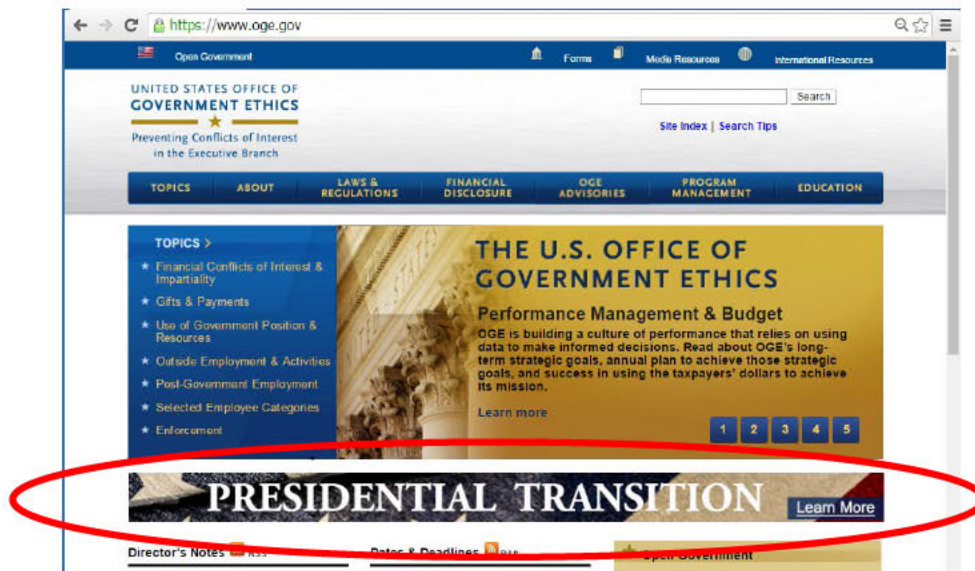 https://www.oge.gov
Open Government
Forms
Media Resources
International Resources
UNITED STATES OFFICE OF
GOVERNMENT ETHICS
Preventing Conflicts of Interest
in the Executive Branch
Search
Site Index | Search Tips
TOPICS
ABOUT
LAWS &
REGULATIONS
FINANCIAL
DISCLOSURE
OGE
ADVISORIES
PROGRAM
MANAGEMENT
EDUCATION
TOPICS >
★ Financial Conflicts of Interest &
Impartiality
★ Gifts & Payments
★ Use of Government Position &
Resources
★ Outside Employment & Activities
★ Post-Government Employment
★ Selected Employee Categories
★ Enforcement
THE U.S. OFFICE OF
GOVERNMENT ETHICS
Performance Management & Budget
OGE is building a culture of performance that relies on using
data to make informed decisions. Read about OGE's long-
term strategic goals, annual plan to achieve those strategic
goals, and success in using the taxpayers' dollars to achieve
its mission.
Learn more
1 2 3 4 5
PRESIDENTIAL TRANSITION
Learn More
Director's Notes RSS
Dates & Deadlines
Open Government